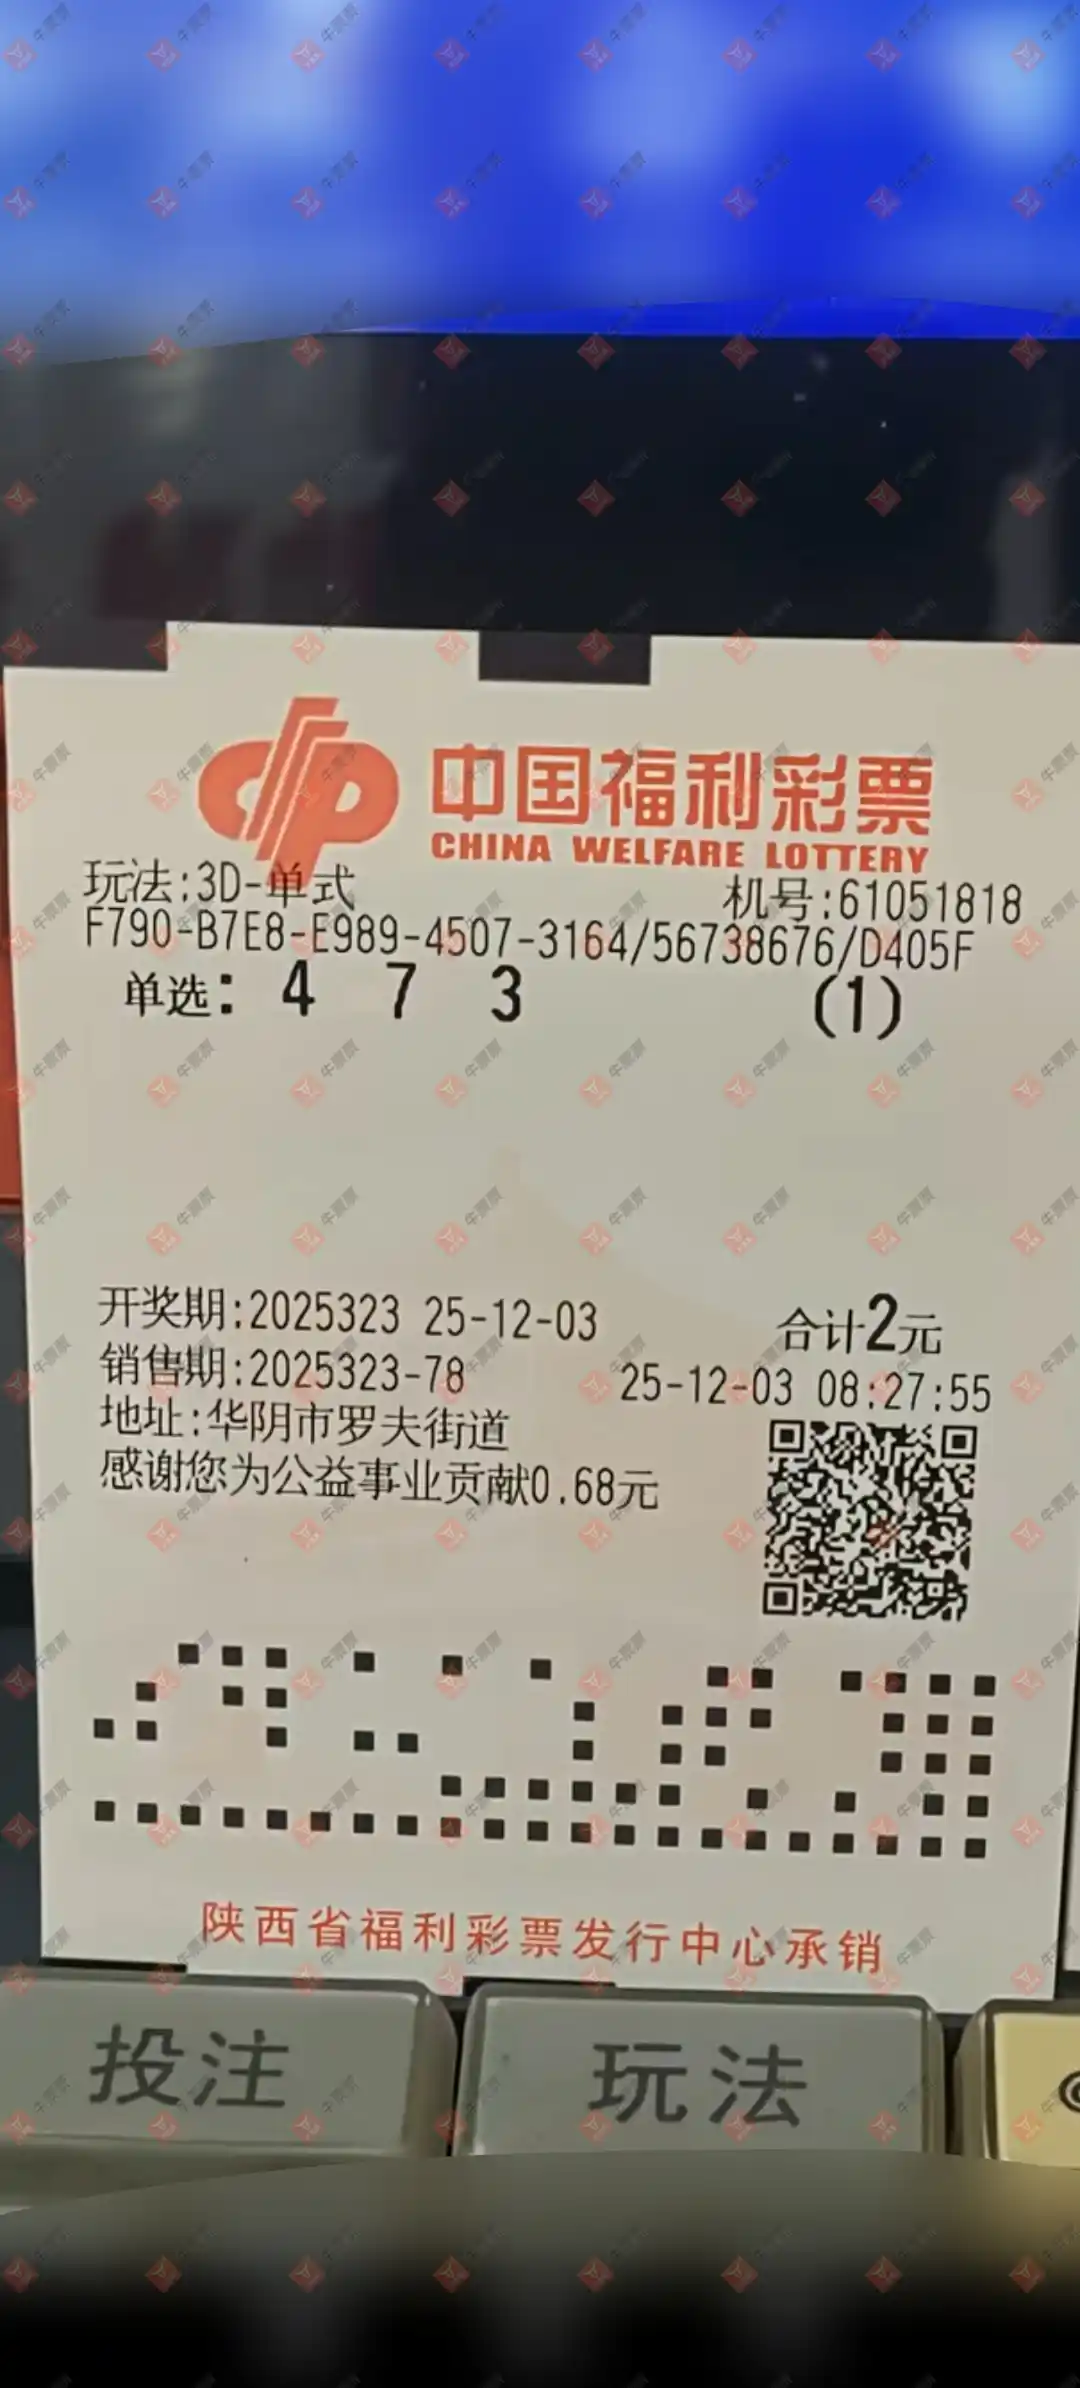 中国福利彩票
CHINA WELFARE LOTTERY
玩法:3D-单式 机号:61051818
F790-B7E8-E989-4507-3164/56738676/D405F
单选: 4 7 3 (1)
开奖期:2025323 25-12-03 合计2元
销售期:2025323-78 25-12-03 08:27:55
地址:华阴市罗夫街道
感谢您为公益事业贡献0.68元
陕西省福利彩票发行中心承销
投注 玩法